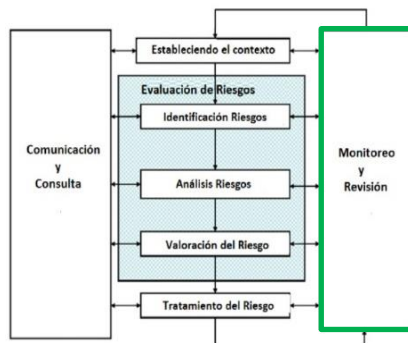 Estableciendo el contexto
Evaluación de Riesgos
Identificación Riesgos
Comunicación
y
Consulta
Análisis Riesgos
Monitoreo
y
Revisión
Valoración del Riesgo
Tratamiento del Riesgo